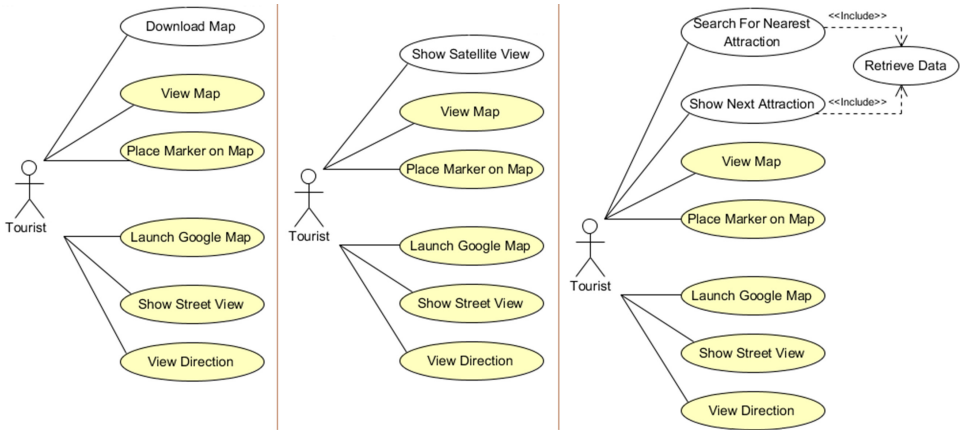 Download Map
View Map
Place Marker on Map
Tourist
Launch Google Map
Show Street View
View Direction
Show Satellite View
View Map
Place Marker on Map
Tourist
Launch Google Map
Show Street View
View Direction
Search For Nearest
Attraction
<<Include>>
Retrieve Data
Show Next Attraction
<<Include>>
View Map
Place Marker on Map
Tourist
Launch Google Map
Show Street View
View Direction